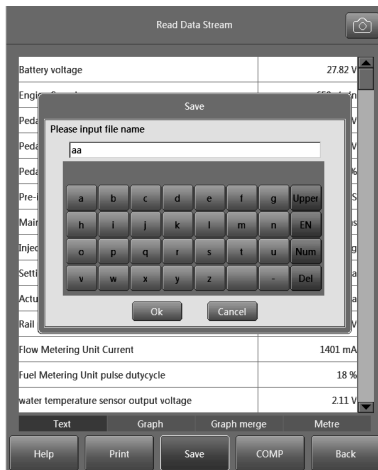 Read Data Stream
Battery voltage 27.82 V
Save
Please input file name
aa
a b c d e f g Upper
h i j k l m n EN
o p q r s t u Num
v w x y z - Del
Ok Cancel
Rail V
Flow Metering Unit Current 1401 mA
Fuel Metering Unit pulse dutycycle 18 %
water temperature sensor output voltage 2.11 V
Text Graph Graph merge Metre
Help Print Save COMP Back